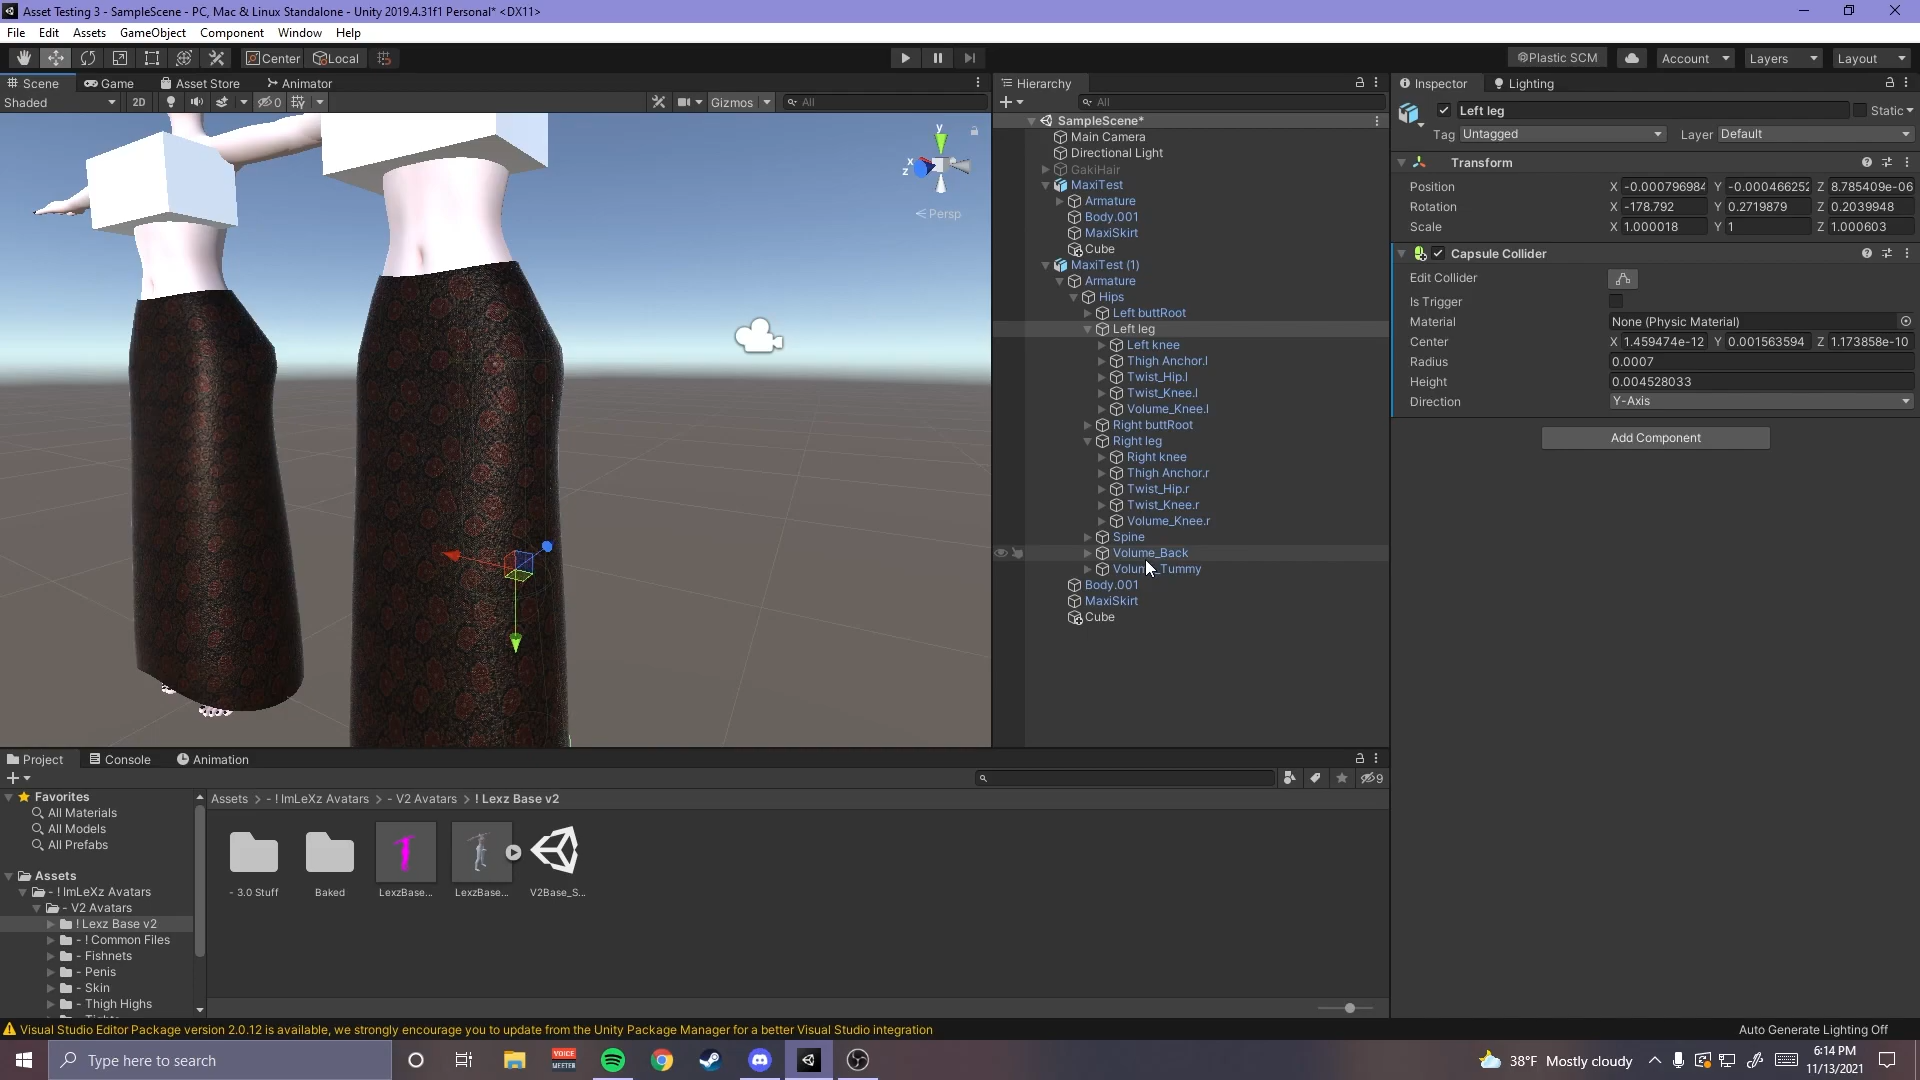 Asset Testing 3 - SampleScene - PC, Mac & Linux Standalone - Unity 2019.4.31f1 Personal* <DX11>
File Edit Assets GameObject Component Window Help
Center Local Plastic SCM Account Layers Layout
Scene Game Asset Store Animator
Shaded 2D 0 Gizmos All
y
x
z
Persp
Hierarchy
All
SampleScene*
Main Camera
Directional Light
GakiHair
MaxiTest
Armature
Body.001
MaxiSkirt
Cube
MaxiTest (1)
Armature
Hips
Left buttRoot
Left leg
Left knee
Thigh Anchor.l
Twist_Hip.l
Twist_Knee.l
Volume_Knee.l
Right buttRoot
Right leg
Right knee
Thigh Anchor.r
Twist_Hip.r
Twist_Knee.r
Volume_Knee.r
Spine
Volume_Back
Tummy
Body.001
MaxiSkirt
Cube
Inspector Lighting
Left leg Static
Tag Untagged Layer Default
Transform
Position X -0.000796984 Y -0.000466252 Z 8.785409e-06
Rotation X -178.792 Y 0.2719879 Z 0.2039948
Scale X 1.000018 Y 1 Z 1.000603
Capsule Collider
Edit Collider
Is Trigger
Material None (Physic Material)
Center X 1.459474e-12 Y 0.001563594 Z 1.173858e-10
Radius 0.0007
Height 0.004528033
Direction Y-Axis
Add Component
Project Console Animation
9
Favorites
All Materials
All Models
All Prefabs
Assets
- ! ImLeXz Avatars
- V2 Avatars
! Lexz Base v2
- ! Common Files
- Fishnets
- Penis
- Skin
- Thigh Highs
Assets > - ! ImLeXz Avatars > - V2 Avatars > ! Lexz Base v2
- 3.0 Stuff Baked LexzBase... LexzBase... V2Base_S...
Visual Studio Editor Package version 2.0.12 is available, we strongly encourage you to update from the Unity Package Manager for a better Visual Studio integration
Auto Generate Lighting Off
Type here to search
VOICE
MEETER
38°F Mostly cloudy
6:14 PM
11/13/2021